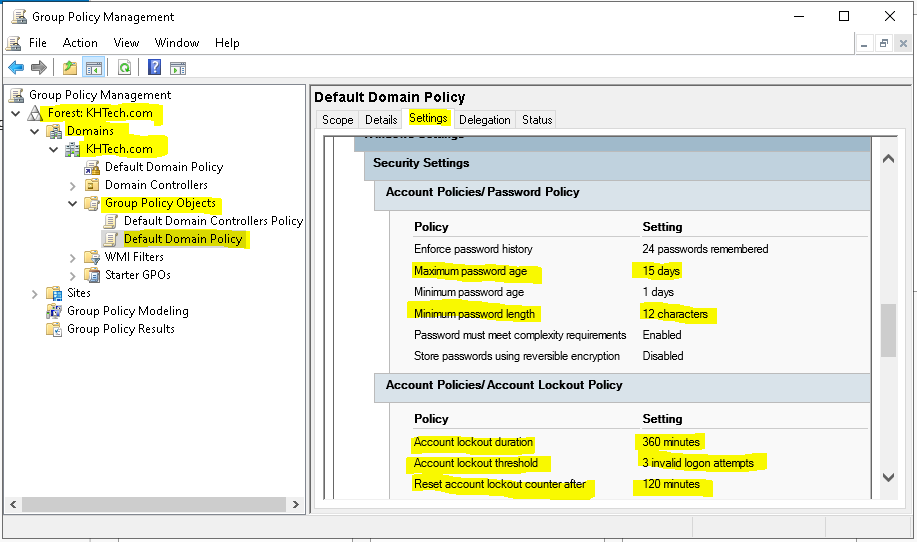 Group Policy Management
File Action View Window Help
Group Policy Management
Forest: KHTech.com
Domains
KHTech.com
Default Domain Policy
Domain Controllers
Group Policy Objects
Default Domain Controllers Policy
Default Domain Policy
WMI Filters
Starter GPOs
Sites
Group Policy Modeling
Group Policy Results
Default Domain Policy
Scope Details Settings Delegation Status
Windows Settings
Security Settings
Account Policies/Password Policy
Policy Setting
Enforce password history 24 passwords remembered
Maximum password age 15 days
Minimum password age 1 days
Minimum password length 12 characters
Password must meet complexity requirements Enabled
Store passwords using reversible encryption Disabled
Account Policies/Account Lockout Policy
Policy Setting
Account lockout duration 360 minutes
Account lockout threshold 3 invalid logon attempts
Reset account lockout counter after 120 minutes